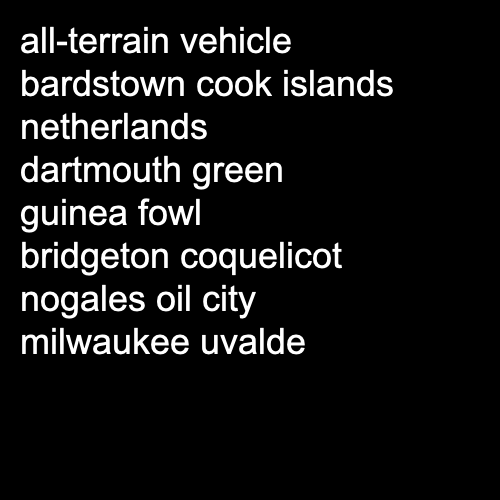 all-terrain vehicle
bardstown cook islands
netherlands
dartmouth green
guinea fowl
bridgeton coquelicot
nogales oil city
milwaukee uvalde